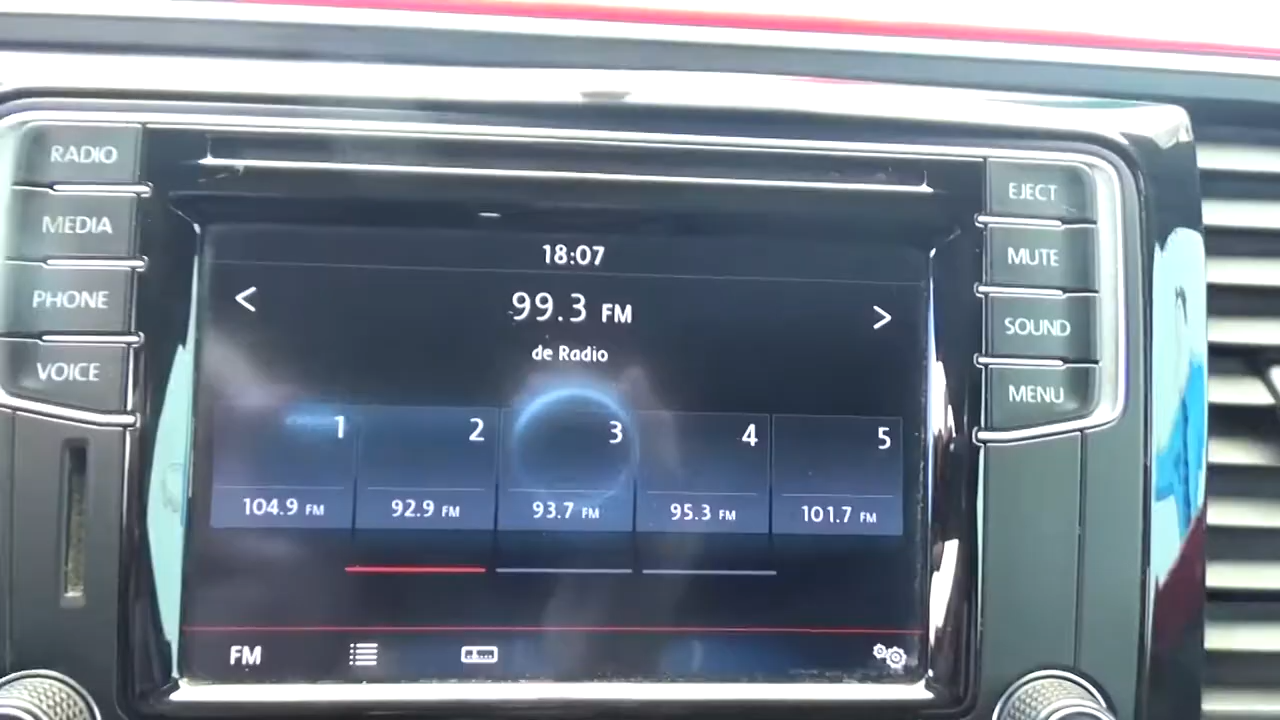 RADIO
MEDIA
PHONE
VOICE
EJECT
MUTE
SOUND
MENU
18:07
< 99.3 FM >
de Radio
1 2 3 4 5
104.9 FM 92.9 FM 93.7 FM 95.3 FM 101.7 FM
FM